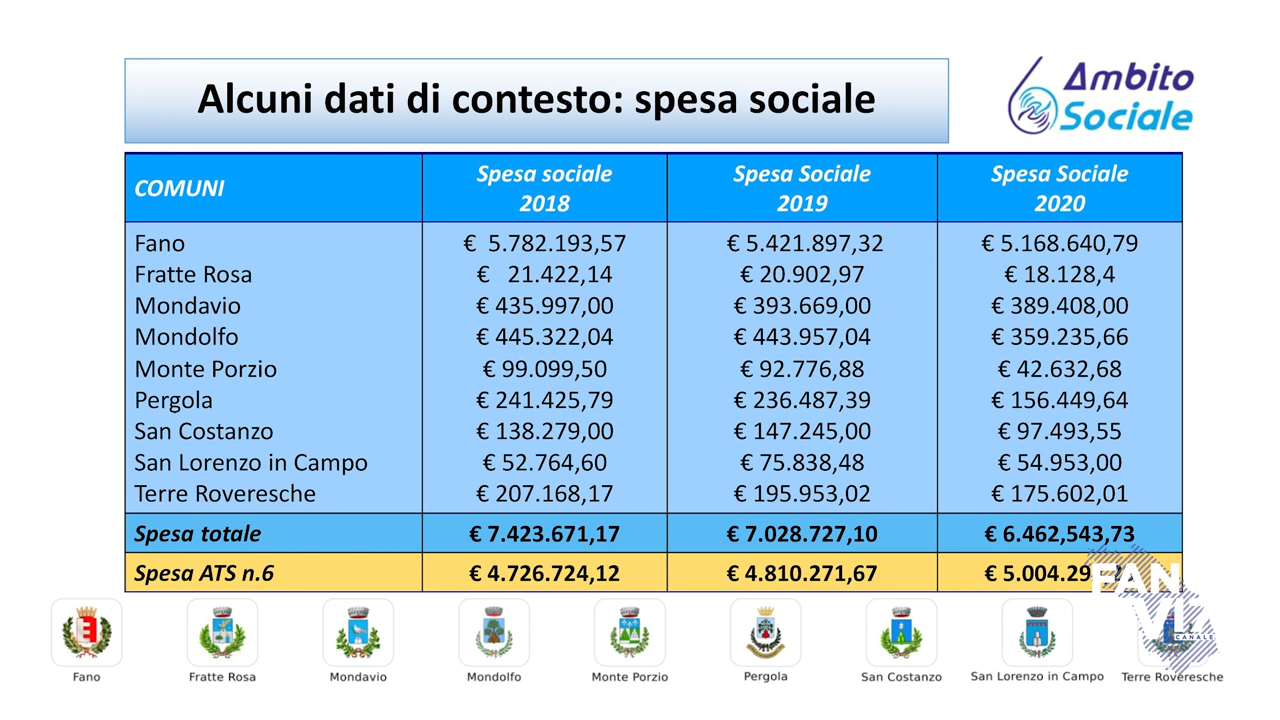 Alcuni dati di contesto: spesa sociale
Ambito
Sociale
COMUNI
Spesa sociale
2018
Spesa Sociale
2019
Spesa Sociale
2020
Fano € 5.782.193,57 € 5.421.897,32 € 5.168.640,79
Fratte Rosa € 21.422,14 € 20.902,97 € 18.128,4
Mondavio € 435.997,00 € 393.669,00 € 389.408,00
Mondolfo € 445.322,04 € 443.957,04 € 359.235,66
Monte Porzio € 99.099,50 € 92.776,88 € 42.632,68
Pergola € 241.425,79 € 236.487,39 € 156.449,64
San Costanzo € 138.279,00 € 147.245,00 € 97.493,55
San Lorenzo in Campo € 52.764,60 € 75.838,48 € 54.953,00
Terre Roveresche € 207.168,17 € 195.953,02 € 175.602,01
Spesa totale € 7.423.671,17 € 7.028.727,10 € 6.462,543,73
Spesa ATS n.6 € 4.726.724,12 € 4.810.271,67 €
FAN
CANALE
Fano Fratte Rosa Mondavio Mondolfo Monte Porzio Pergola San Costanzo San Lorenzo in Campo Terre Roveresche